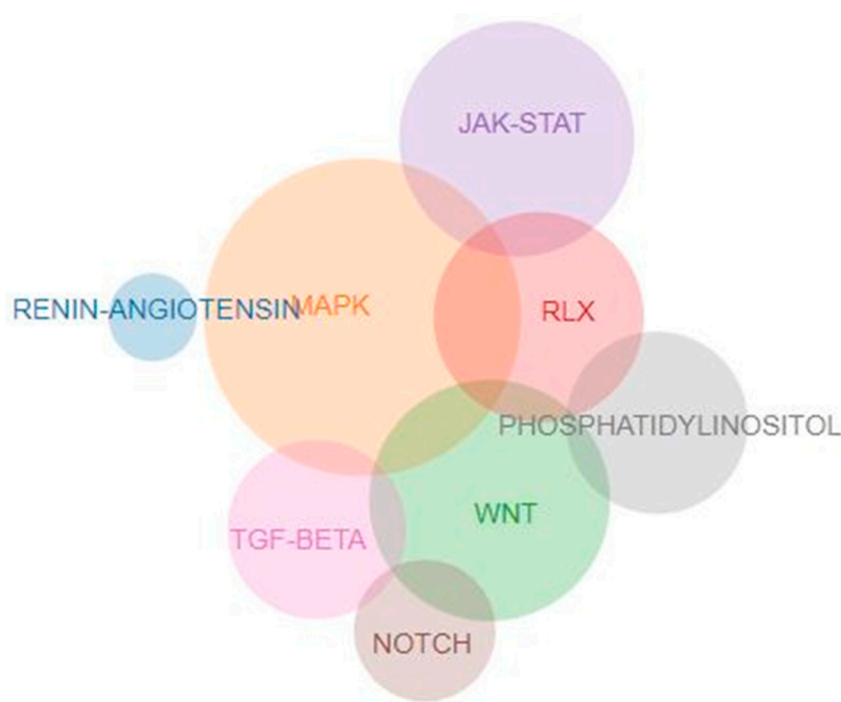 JAK-STAT
RENIN-ANGIOTENSIN
MAPK
RLX
PHOSPHATIDYLINOSITOL
WNT
TGF-BETA
NOTCH